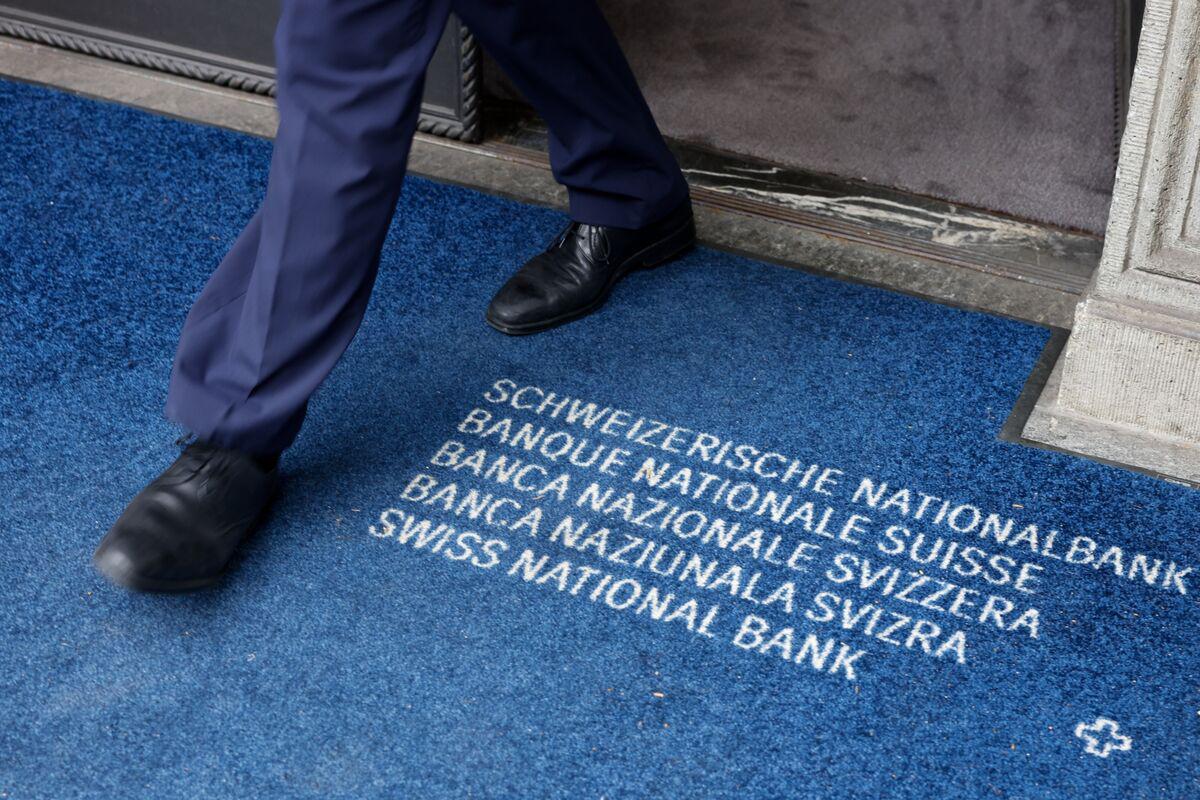 SCHWEIZERISCHE NATIONALBANK
BANQUE NATIONALE SUISSE
BANCA NAZIONALE SVIZZERA
BANCA NAZIUNALA SVIZRA
SWISS NATIONAL BANK